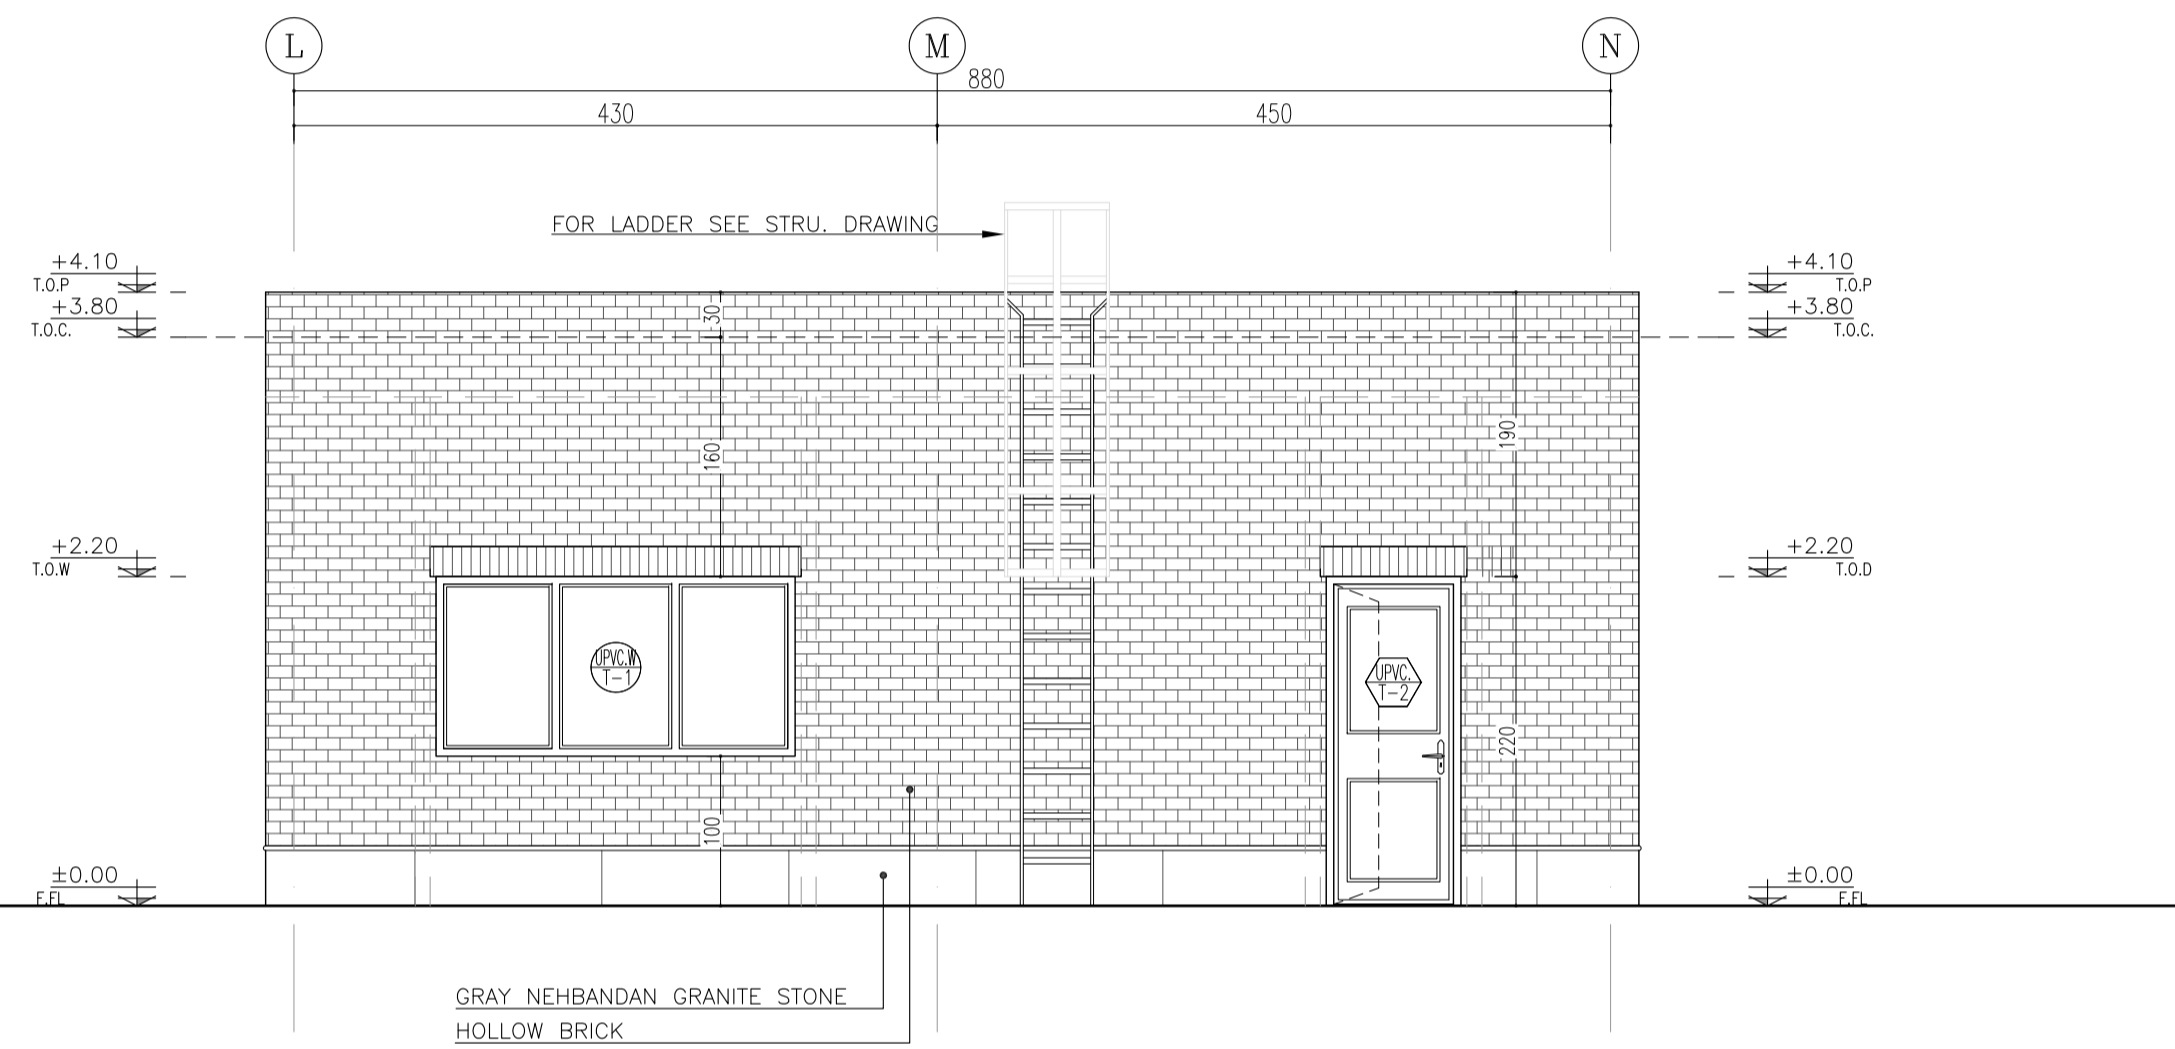 L
M
N
880
430
450
FOR LADDER SEE STRU. DRAWING
+4.10
T.O.P
+3.80
T.O.C.
+4.10
T.O.P
+3.80
T.O.C.
30
160
190
+2.20
T.O.W
+2.20
T.O.D
UPVC.W
T-1
UPVC.
T-2
220
100
±0.00
F.FL
±0.00
F.FL
GRAY NEHBANDAN GRANITE STONE
HOLLOW BRICK